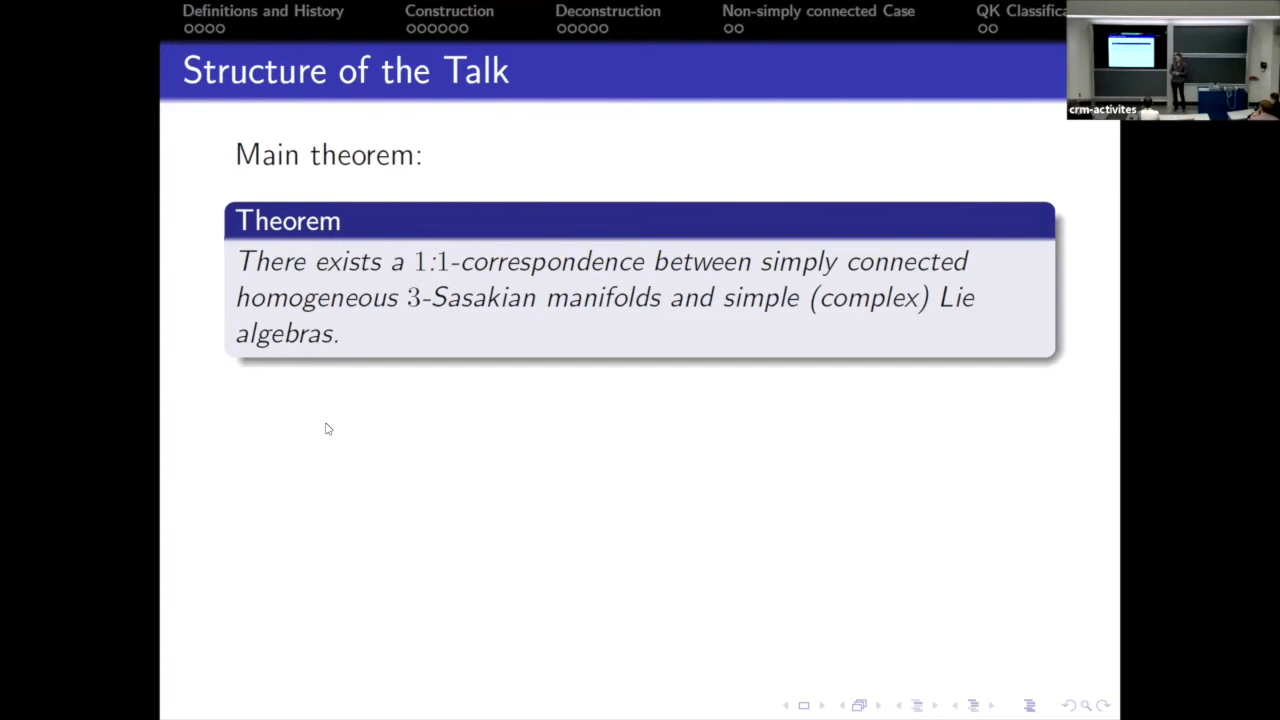 Definitions and History
Construction
Deconstruction
Non-simply connected Case
QK Classifica
Structure of the Talk
crm-activites
Main theorem:
Theorem
There exists a 1:1-correspondence between simply connected
homogeneous 3-Sasakian manifolds and simple (complex) Lie
algebras.